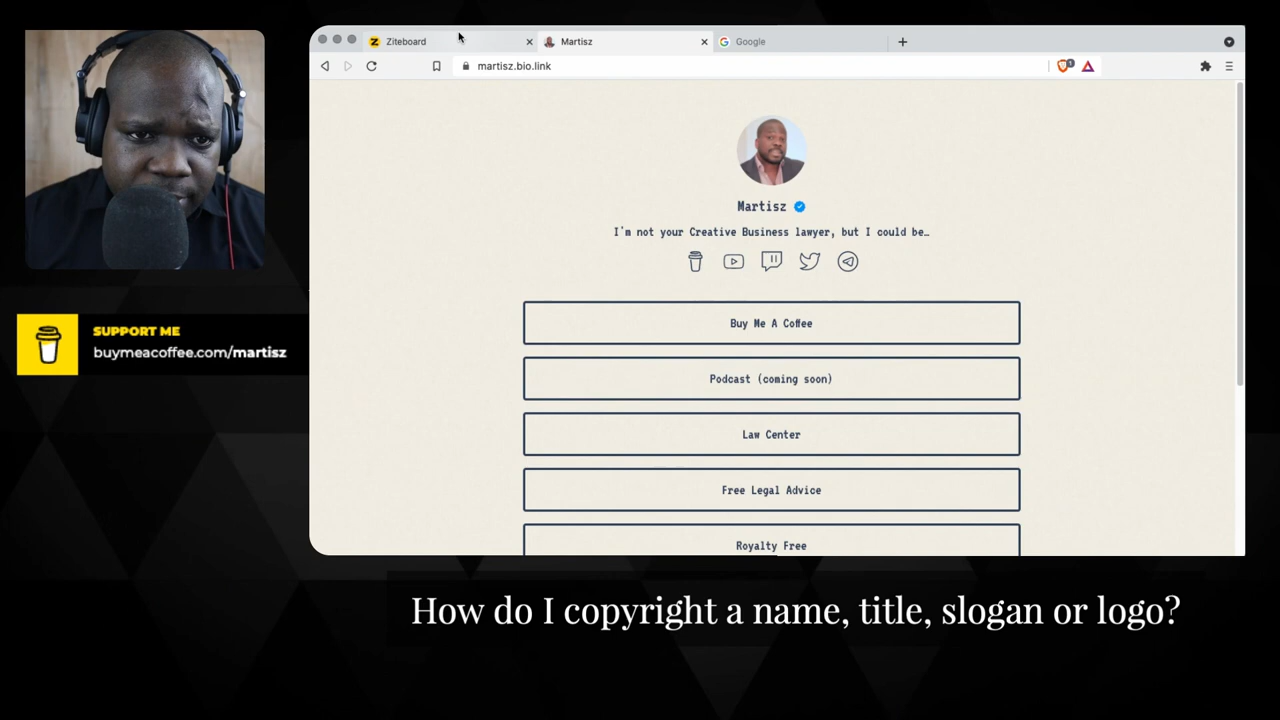 Ziteboard
Martisz
Google
martisz.bio.link
1
Martisz
I'm not your Creative Business lawyer, but I could be…
SUPPORT ME
buymeacoffee.com/martisz
Buy Me A Coffee
Podcast (coming soon)
Law Center
Free Legal Advice
Royalty Free
How do I copyright a name, title, slogan or logo?